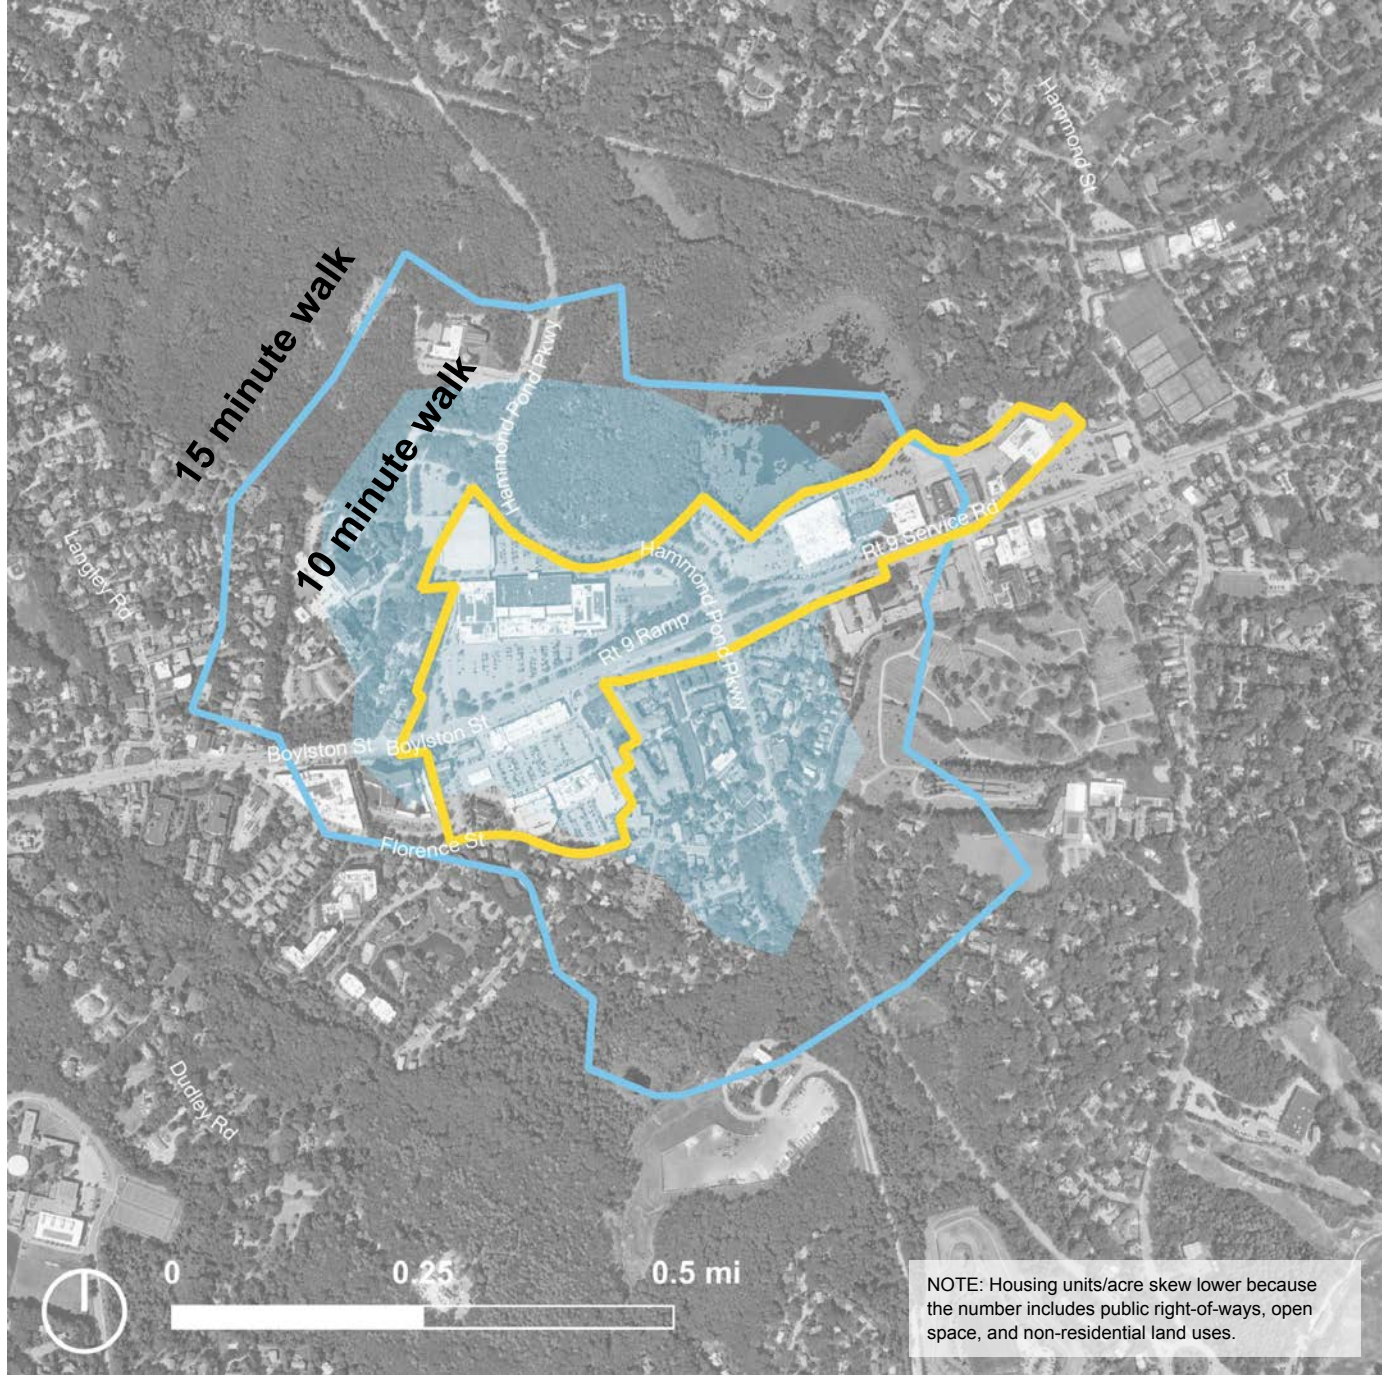 Hammond St
15 minute walk
10 minute walk
Hammond Pond Pkwy
Langley Rd
Rt 9 Service Rd
Hammond Pond Pkwy
Rt 9 Ramp
Boylston St
Boylston St
Florence St
Dudley Rd
0 0.25 0.5 mi
NOTE: Housing units/acre skew lower because
the number includes public right-of-ways, open
space, and non-residential land uses.